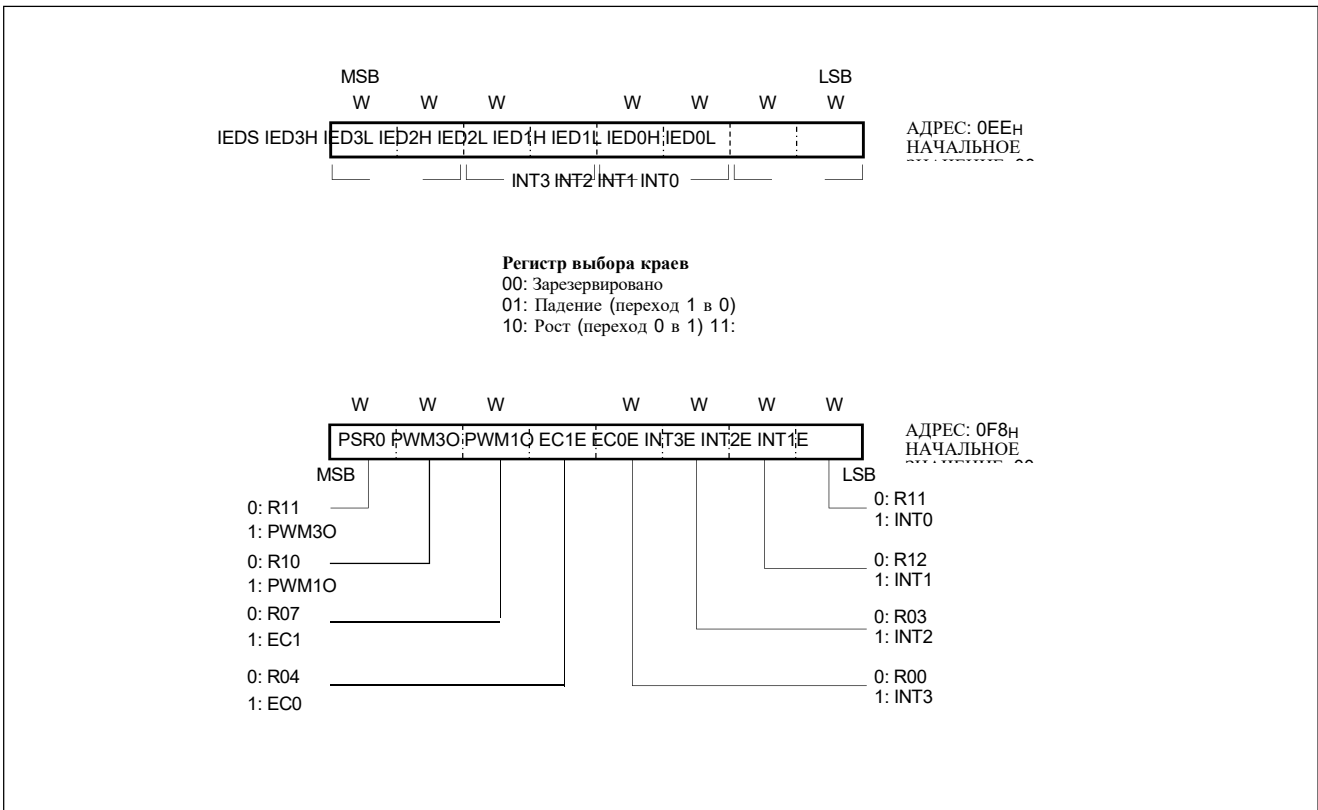 MSB LSB
W W W W W W W
IEDS IED3H IED3L IED2H IED2L IED1H IED1L IED0H IED0L
АДРЕС: 0EEH
НАЧАЛЬНОЕ
INT3 INT2 INT1 INT0
Регистр выбора краев
00: Зарезервировано
01: Падение (переход 1 в 0)
10: Рост (переход 0 в 1) 11:
W W W W W W W
PSR0 PWM3O PWM1O EC1E EC0E INT3E INT2E INT1E
АДРЕС: 0F8H
НАЧАЛЬНОЕ
MSB LSB
0: R11
1: PWM3O
0: R10
1: PWM1O
0: R07
1: EC1
0: R04
1: EC0
0: R11
1: INT0
0: R12
1: INT1
0: R03
1: INT2
0: R00
1: INT3